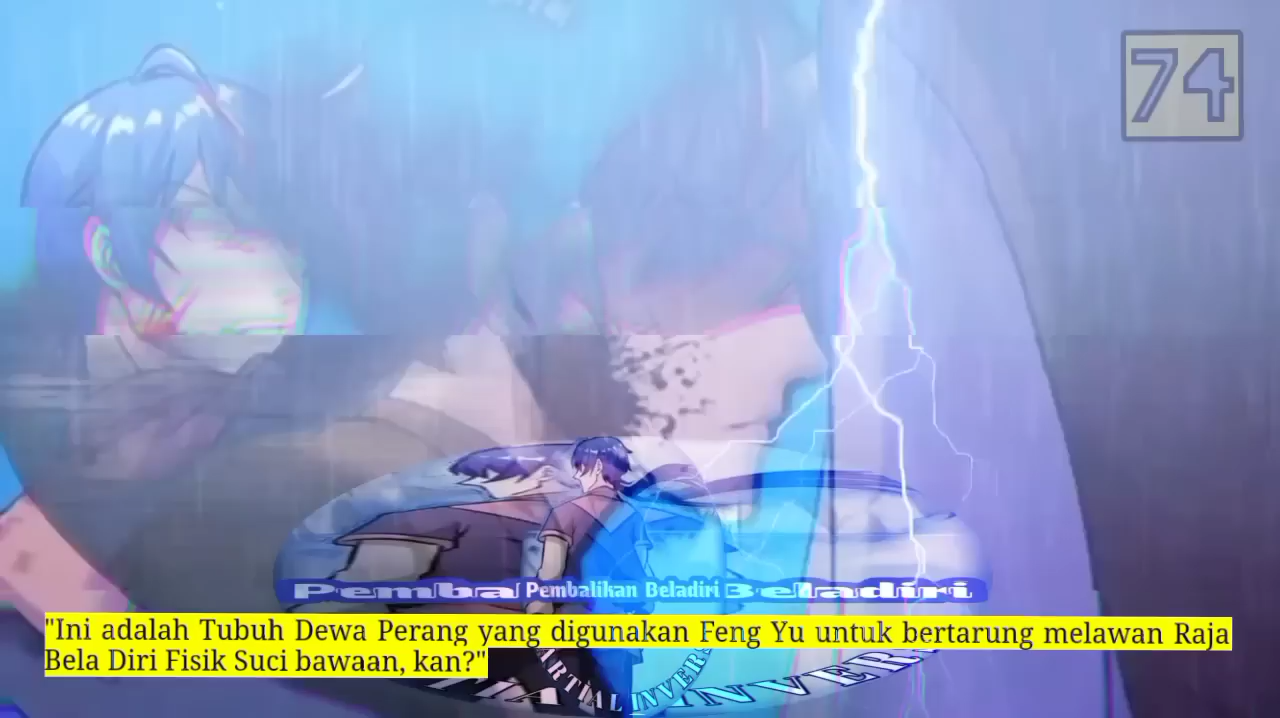 74
Pembalikan Beladiri
Beladiri
"Ini adalah Tubuh Dewa Perang yang digunakan Feng Yu untuk bertarung melawan Raja
Bela Diri Fisik Suci bawaan, kan?"